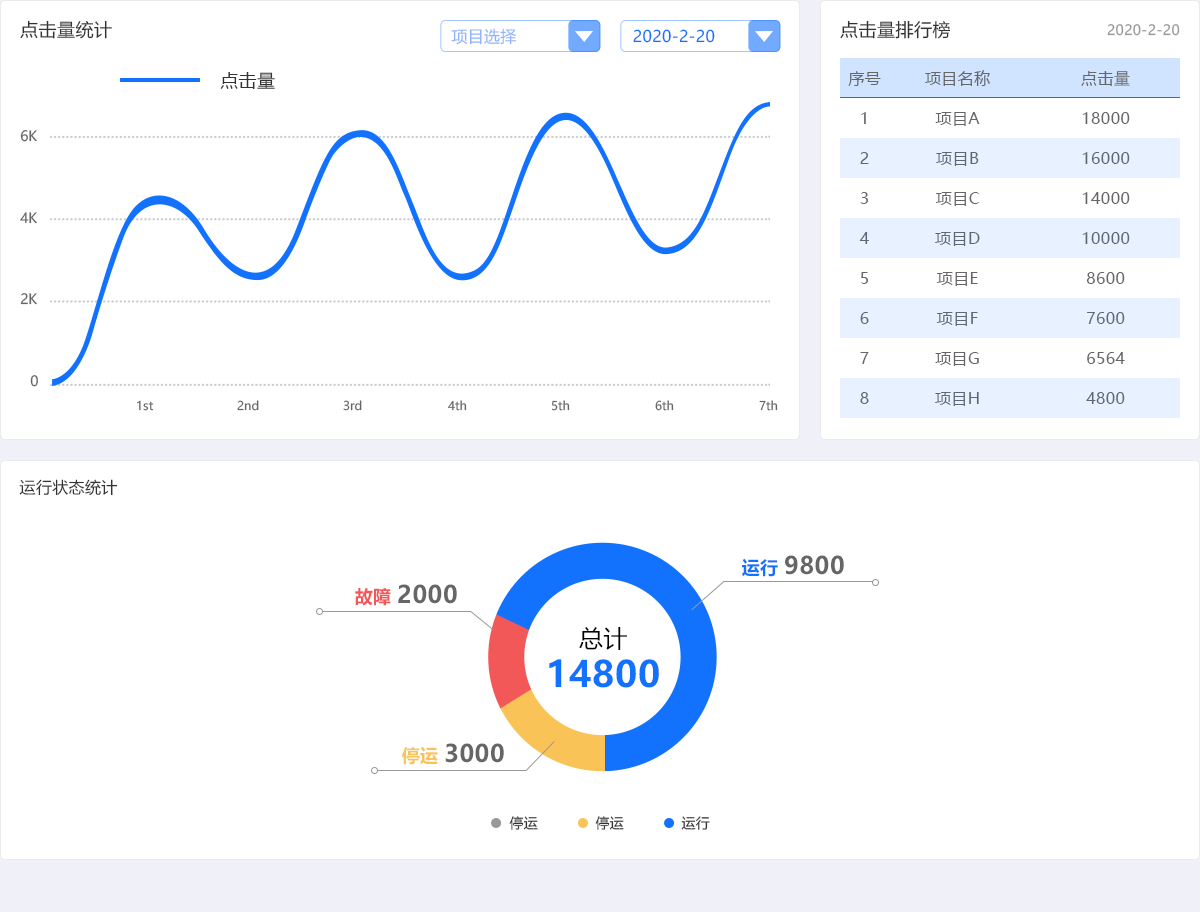 点击量统计
项目选择
2020-2-20
点击量
6K
4K
2K
0
1st 2nd 3rd 4th 5th 6th 7th
点击量排行榜
2020-2-20
序号 项目名称 点击量
1 项目A 18000
2 项目B 16000
3 项目C 14000
4 项目D 10000
5 项目E 8600
6 项目F 7600
7 项目G 6564
8 项目H 4800
运行状态统计
运行 9800
故障 2000
总计
14800
停运 3000
停运 停运 运行